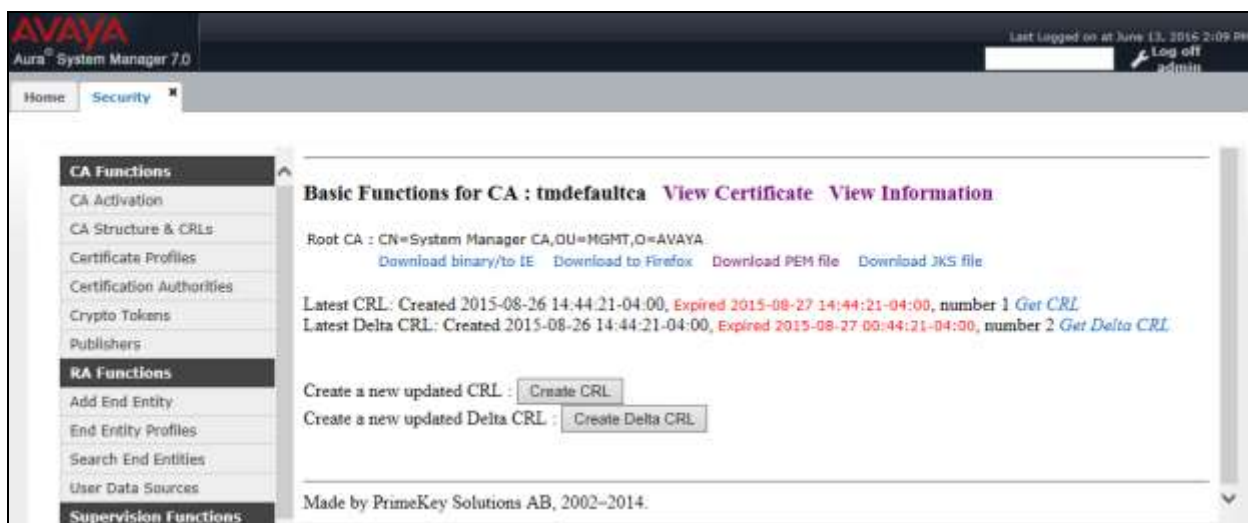 AVAYA
Last Logged on at June 13, 2016 2:09 PM
Aura® System Manager 7.0
Log off
admin
Home
Security
CA Functions
CA Activation
CA Structure & CRLs
Certificate Profiles
Certification Authorities
Crypto Tokens
Publishers
RA Functions
Add End Entity
End Entity Profiles
Search End Entities
User Data Sources
Supervision Functions
Basic Functions for CA : tmdefaultca View Certificate View Information
Root CA : CN=System Manager CA,OU=MGMT,O=AVAYA
Download binary/to IE Download to Firefox Download PEM file Download JKS file
Latest CRL: Created 2015-08-26 14:44:21-04:00, Expired 2015-08-27 14:44:21-04:00, number 1 Get CRL
Latest Delta CRL: Created 2015-08-26 14:44:21-04:00, Expired 2015-08-27 00:44:21-04:00, number 2 Get Delta CRL
Create a new updated CRL : Create CRL
Create a new updated Delta CRL : Create Delta CRL
Made by PrimeKey Solutions AB, 2002–2014.